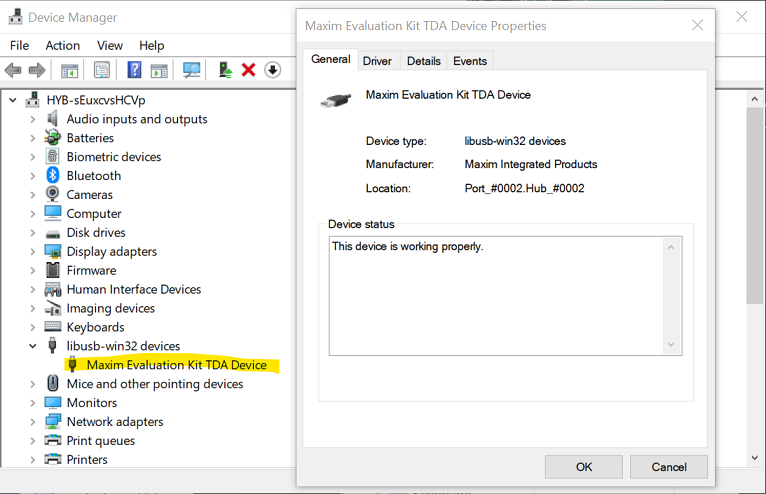 Device Manager
File Action View Help
HYB-sEuxcvsHCVp
Audio inputs and outputs
Batteries
Biometric devices
Bluetooth
Cameras
Computer
Disk drives
Display adapters
Firmware
Human Interface Devices
Imaging devices
Keyboards
libusb-win32 devices
Maxim Evaluation Kit TDA Device
Mice and other pointing devices
Monitors
Network adapters
Print queues
Printers
Maxim Evaluation Kit TDA Device Properties
General Driver Details Events
Maxim Evaluation Kit TDA Device
Device type: libusb-win32 devices
Manufacturer: Maxim Integrated Products
Location: Port_#0002.Hub_#0002
Device status
This device is working properly.
OK Cancel